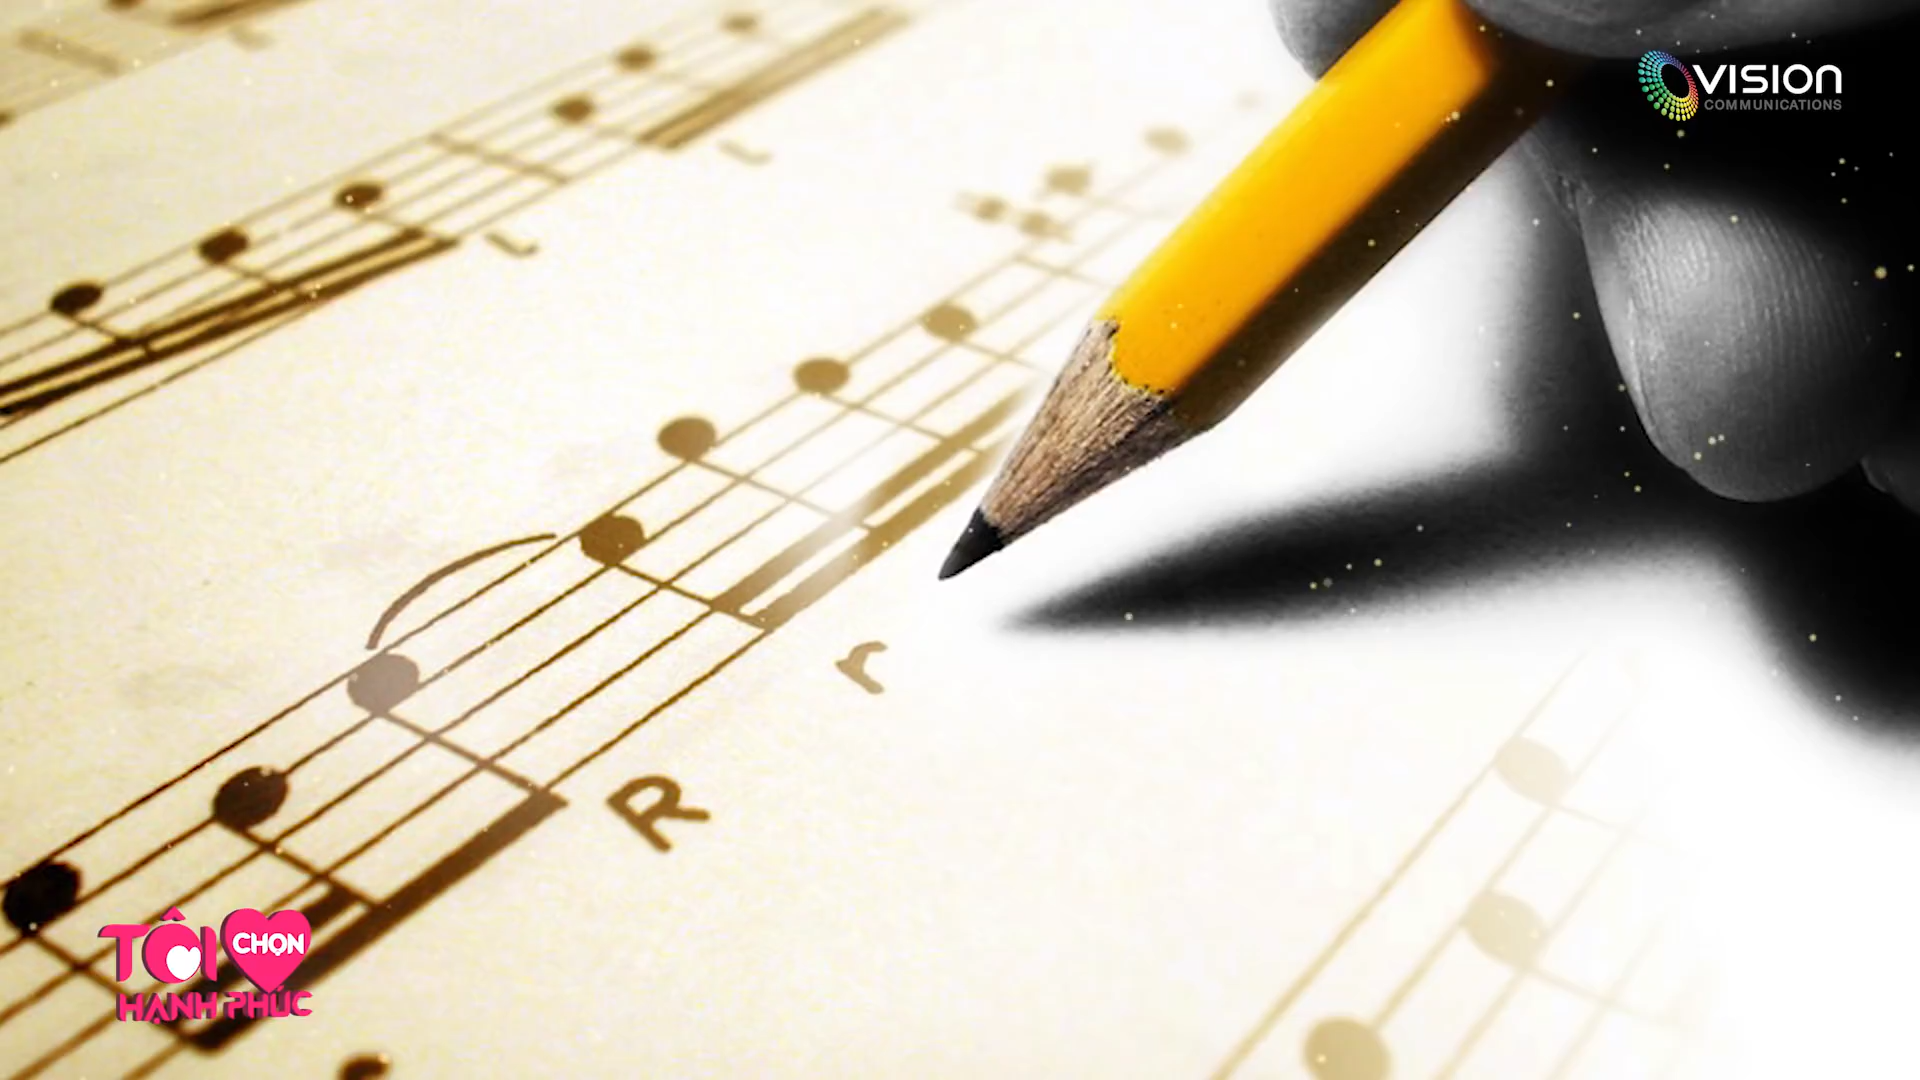 VISION
COMMUNICATIONS
L
L
r
R
TÔI CHỌN
HẠNH PHÚC